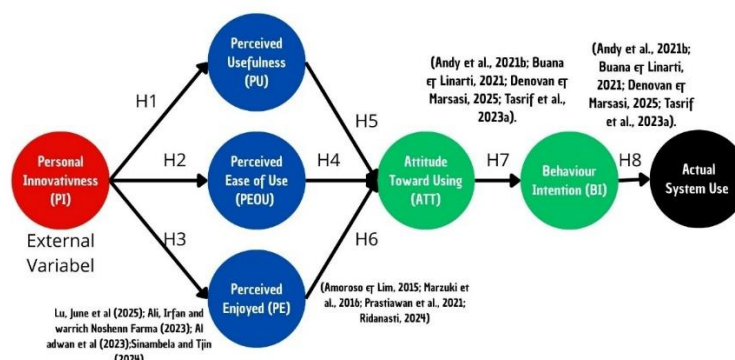 Perceived
Usefulness
(PU)
(Andy et al., 2021b;
Buana & Linarti,
2021; Denovan &
Marsasi, 2025; Tasrif
et al., 2023a).
(Andy et al., 2021b; Buana
& Linarti, 2021; Denovan &
Marsasi, 2025; Tasrif et al.,
2023a).
H1
H5
Personal
Innovativness
(PI)
H2
Perceived
Ease of Use
(PEOU)
H4
Attitude
Toward Using
(ATT)
H7
Behaviour
Intention (BI)
H8
Actual
System Use
External
Variabel
H3
H6
Perceived
Enjoyed (PE)
(Amoroso & Lim, 2015; Marzuki et
al., 2016; Prastiawan et al., 2021;
Ridanasti, 2024)
Lu, June et al (2025); Ali, Irfan and
warrich Noshenn Farma (2023); Al
adwan et al (2023);Sinambela and Tjin
(2024)